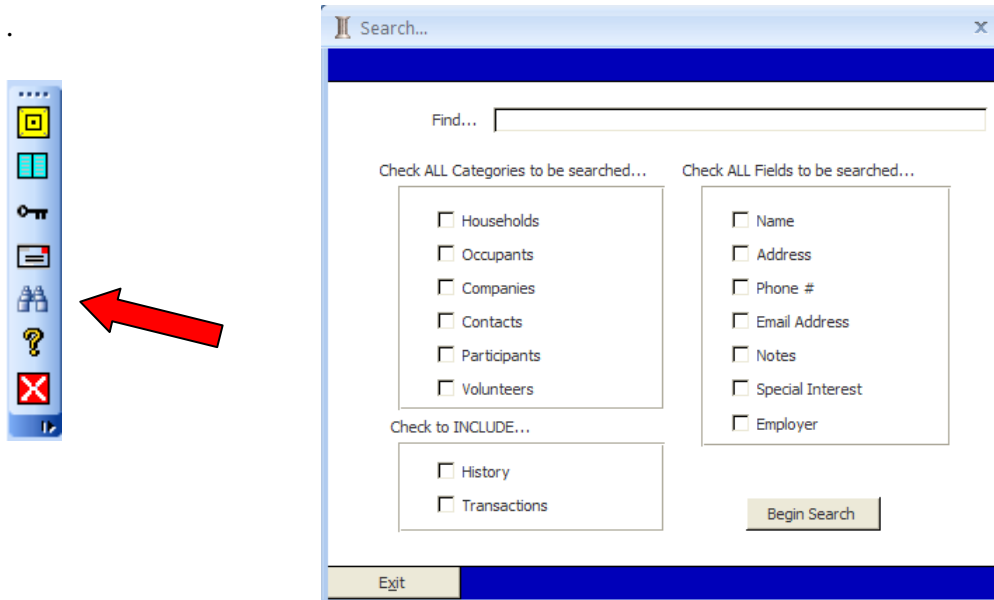 .
Search...
x
Find...
Check ALL Categories to be searched...
Households
Occupants
Companies
Contacts
Participants
Volunteers
Check to INCLUDE...
History
Transactions
Check ALL Fields to be searched...
Name
Address
Phone #
Email Address
Notes
Special Interest
Employer
Begin Search
Exit
?